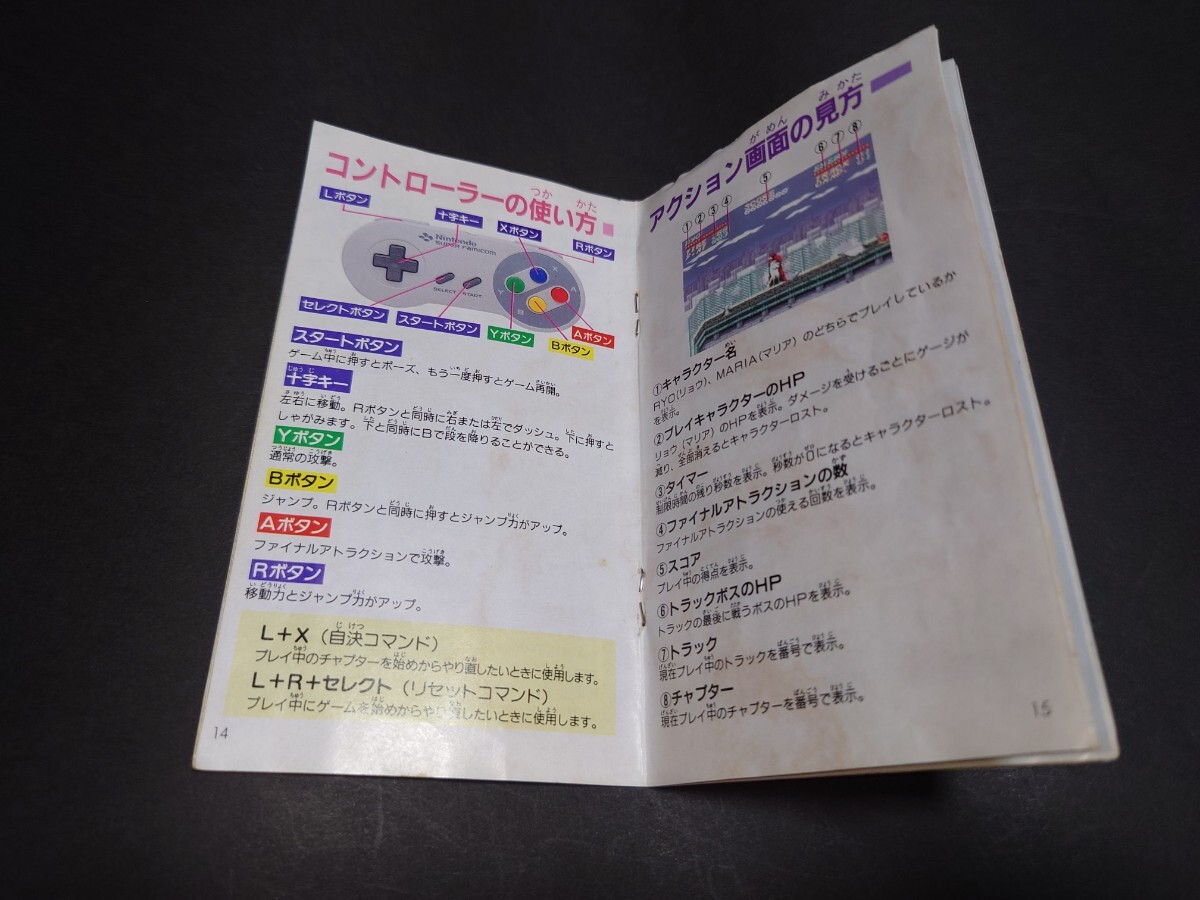 コントローラーの使い方
Lボタン
十字キー
Xボタン
Rボタン
Nintendo
SUPER FAMICOM
SELECT
START
セレクトボタン
スタートボタン
Yボタン
Bボタン
Aボタン
スタートボタン
ゲーム中に押すとポーズ、もう一度押すとゲーム再開。
十字キー
左右に移動。Rボタンと同時に右または左でダッシュ。下に押すと
しゃがみます。下と同時にBで段を降りることができる。
Yボタン
通常の攻撃。
Bボタン
ジャンプ。Rボタンと同時に押すとジャンプ力がアップ。
Aボタン
ファイナルアトラクションで攻撃。
Rボタン
移動力とジャンプ力がアップ。
L+X(自決コマンド)
プレイ中のチャプターを始めからやり直したいときに使用します。
L+R+セレクト(リセットコマンド)
プレイ中にゲームを始めからやり直したいときに使用します。
14
アクション画面の見方
①②③④
⑤
⑥⑦⑧
①キャラクター名
RYO(リョウ)、MARIA(マリア)のどちらでプレイしているか
を表示。
②プレイキャラクターのHP
リョウ(マリア)のHPを表示。ダメージを受けるごとにゲージが
減り、全部消えるとキャラクターロスト。
③タイマー
制限時間の残り秒数を表示。秒数が0になるとキャラクターロスト。
④ファイナルアトラクションの数
ファイナルアトラクションの使える回数を表示。
⑤スコア
プレイ中の得点を表示。
⑥トラックボスのHP
トラックの最後に戦うボスのHPを表示。
⑦トラック
現在プレイ中のトラックを番号で表示。
⑧チャプター
現在プレイ中のチャプターを番号で表示。
15